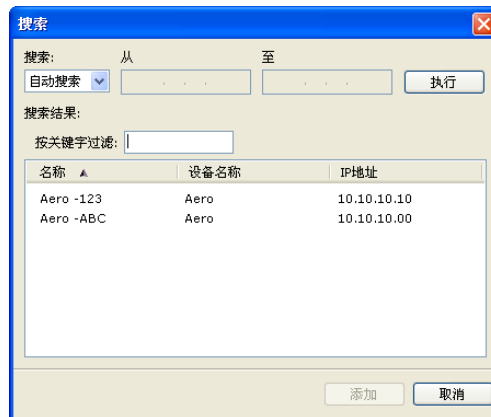 搜索
搜索: 从 至
自动搜索 . . . . . . 执行
搜索结果:
按关键字过滤:
名称 ▲ 设备名称 IP地址
Aero -123 Aero 10.10.10.10
Aero -ABC Aero 10.10.10.00
添加 取消